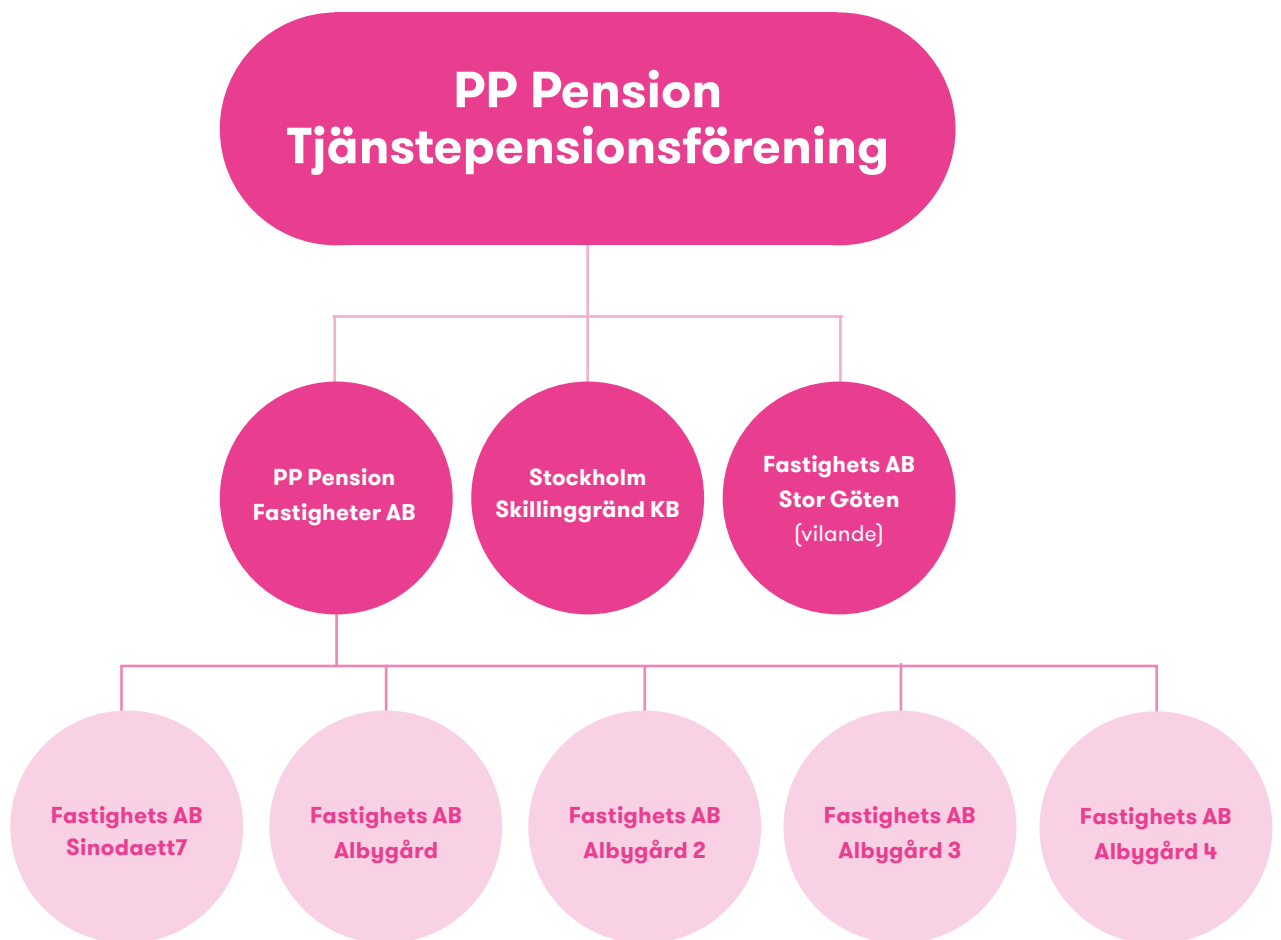 PP Pension
Tjänstepensionsförening
PP Pension
Fastigheter AB
Stockholm
Skillinggränd KB
Fastighets AB
Stor Göten
(vilande)
Fastighets AB
Sinodaett7
Fastighets AB
Albygård
Fastighets AB
Albygård 2
Fastighets AB
Albygård 3
Fastighets AB
Albygård 4